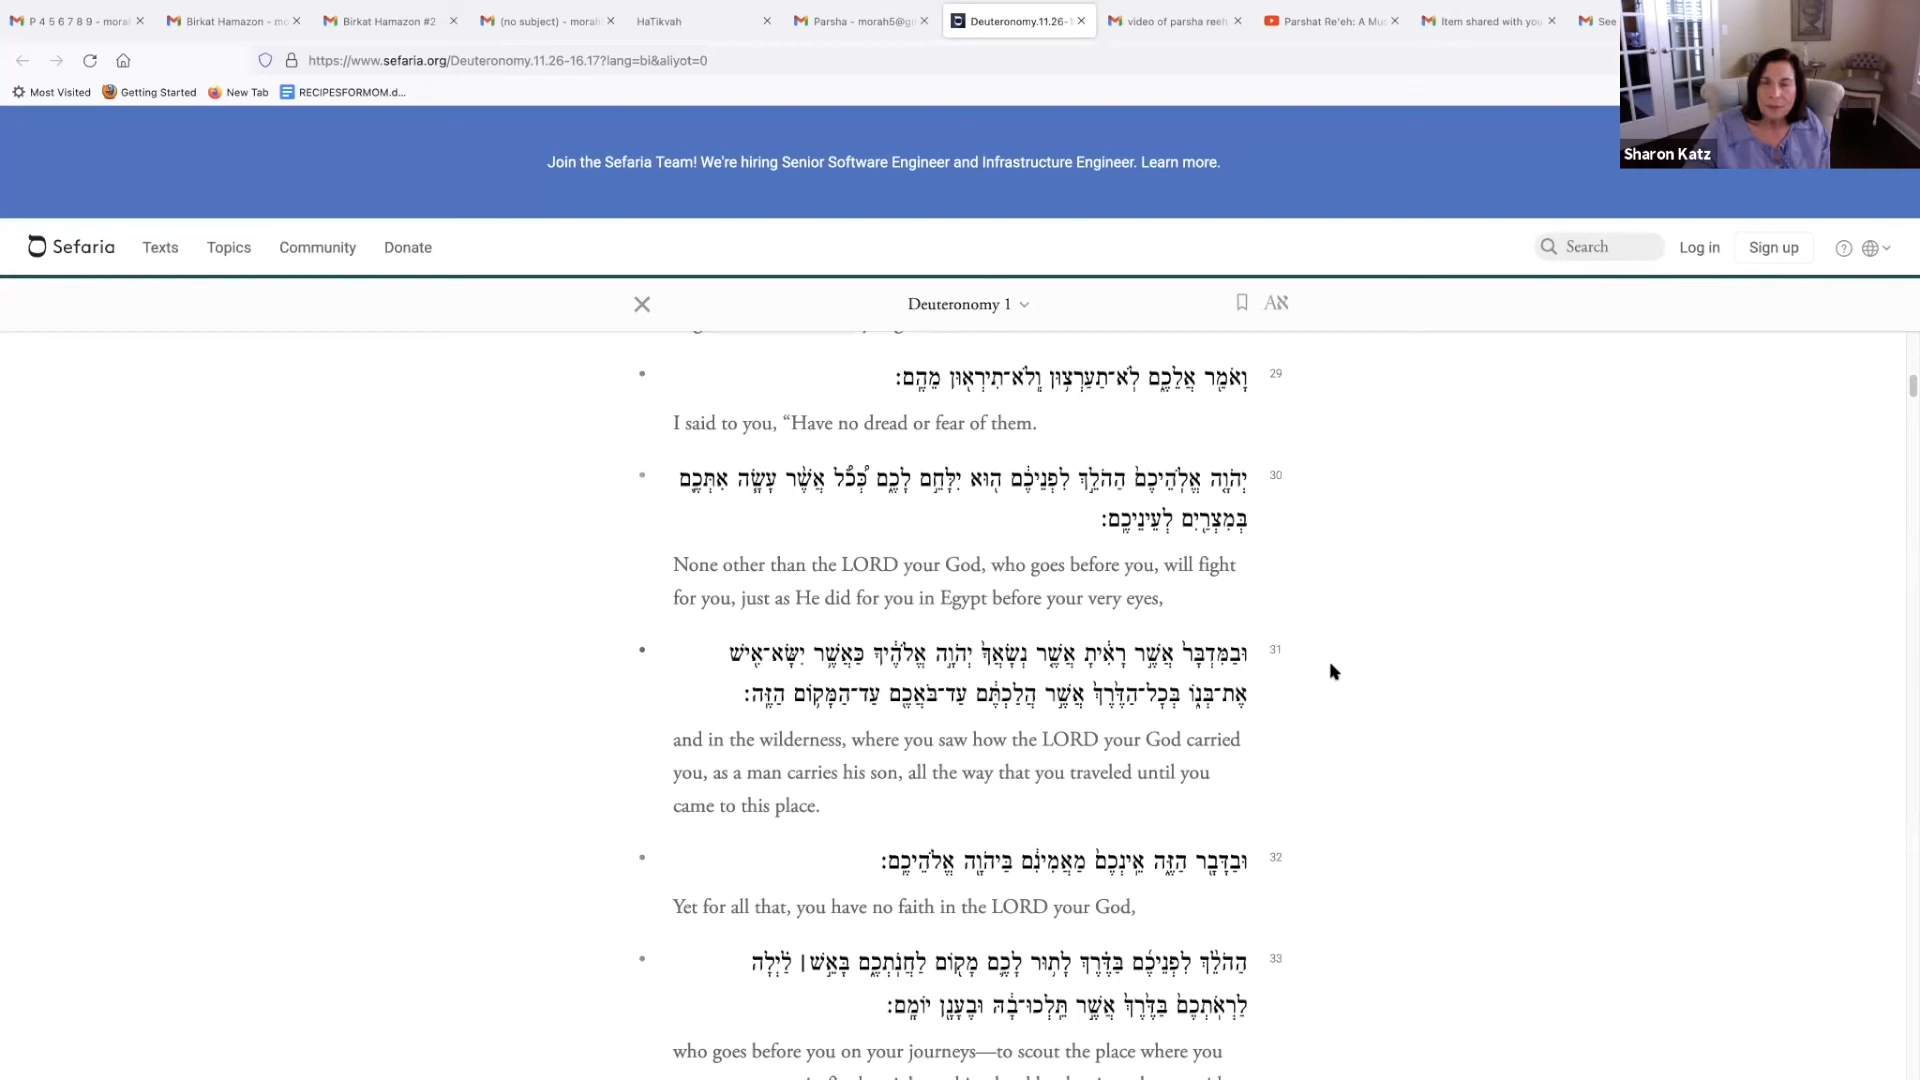 P 4 5 6 7 8 9 - mora
Birkat Hamazon - mo
Birkat Hamazon #2
(no subject) - morah
HaTikvah
Parsha - morah5@gm
Deuteronomy.11.26-1
video of parsha reeh
Parshat Re'eh: A Mus
Item shared with you
See
https://www.sefaria.org/Deuteronomy.11.26-16.17?lang=bi&aliyot=0
Most Visited Getting Started New Tab RECIPESFORMOM.d...
Sharon Katz
Join the Sefaria Team! We're hiring Senior Software Engineer and Infrastructure Engineer. Learn more.
Sefaria Texts Topics Community Donate Search Log in Sign up
Deuteronomy 1
Aא
29
וָאֹמַ֖ר אֲלֵכֶ֑ם לֹֽא־תַעַרְצ֥וּן וְֽלֹא־תִירְא֖וּן מֵהֶֽם׃
I said to you, “Have no dread or fear of them.
30
יְהֹוָ֤ה אֱלֹֽהֵיכֶם֙ הַהֹלֵ֣ךְ לִפְנֵיכֶ֔ם ה֖וּא יִלָּחֵ֣ם לָכֶ֑ם כְּ֠כֹ֠ל אֲשֶׁ֨ר עָשָׂ֧ה אִתְּכֶ֛ם
בְּמִצְרַ֖יִם לְעֵינֵיכֶֽם׃
None other than the LORD your God, who goes before you, will fight
for you, just as He did for you in Egypt before your very eyes,
31
וּבַמִּדְבָּר֙ אֲשֶׁ֣ר רָאִ֔יתָ אֲשֶׁ֤ר נְשָׂאֲךָ֙ יְהֹוָ֣ה אֱלֹהֶ֔יךָ כַּאֲשֶׁ֥ר יִשָּׂא־אִ֖ישׁ
אֶת־בְּנ֑וֹ בְּכׇל־הַדֶּ֙רֶךְ֙ אֲשֶׁ֣ר הֲלַכְתֶּ֔ם עַד־בֹּאֲכֶ֖ם עַד־הַמָּק֥וֹם הַזֶּֽה׃
and in the wilderness, where you saw how the LORD your God carried
you, as a man carries his son, all the way that you traveled until you
came to this place.
32
וּבַדָּבָ֖ר הַזֶּ֑ה אֵֽינְכֶם֙ מַאֲמִינִ֔ם בַּיהֹוָ֖ה אֱלֹהֵיכֶֽם׃
Yet for all that, you have no faith in the LORD your God,
33
הַהֹלֵ֨ךְ לִפְנֵיכֶ֜ם בַּדֶּ֗רֶךְ לָת֥וּר לָכֶ֛ם מָק֖וֹם לַחֲנֹֽתְכֶ֑ם בָּאֵ֣שׁ ׀ לַ֗יְלָה
לַרְאֹֽתְכֶם֙ בַּדֶּ֙רֶךְ֙ אֲשֶׁ֣ר תֵּֽלְכוּ־בָ֔הּ וּבֶעָנָ֖ן יוֹמָֽם׃
who goes before you on your journeys—to scout the place where you